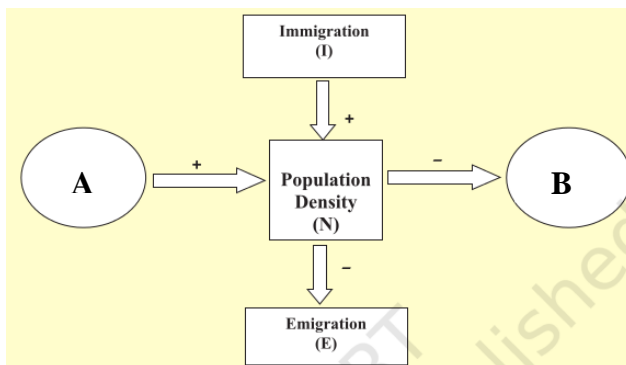 Immigration
(I)
+
A
+
Population
Density
(N)
–
B
–
Emigration
(E)